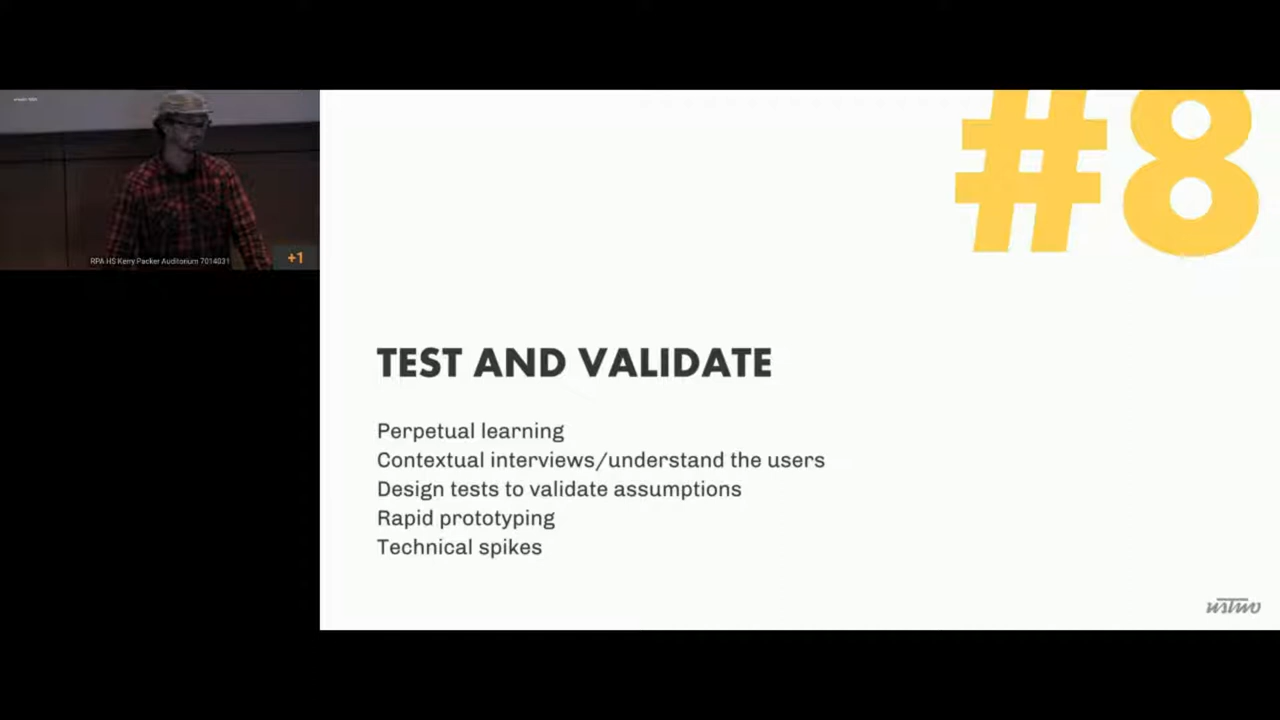 RPA HS Kerry Packer Auditorium 7014031
+1
#8
TEST AND VALIDATE
Perpetual learning
Contextual interviews/understand the users
Design tests to validate assumptions
Rapid prototyping
Technical spikes
ustwo